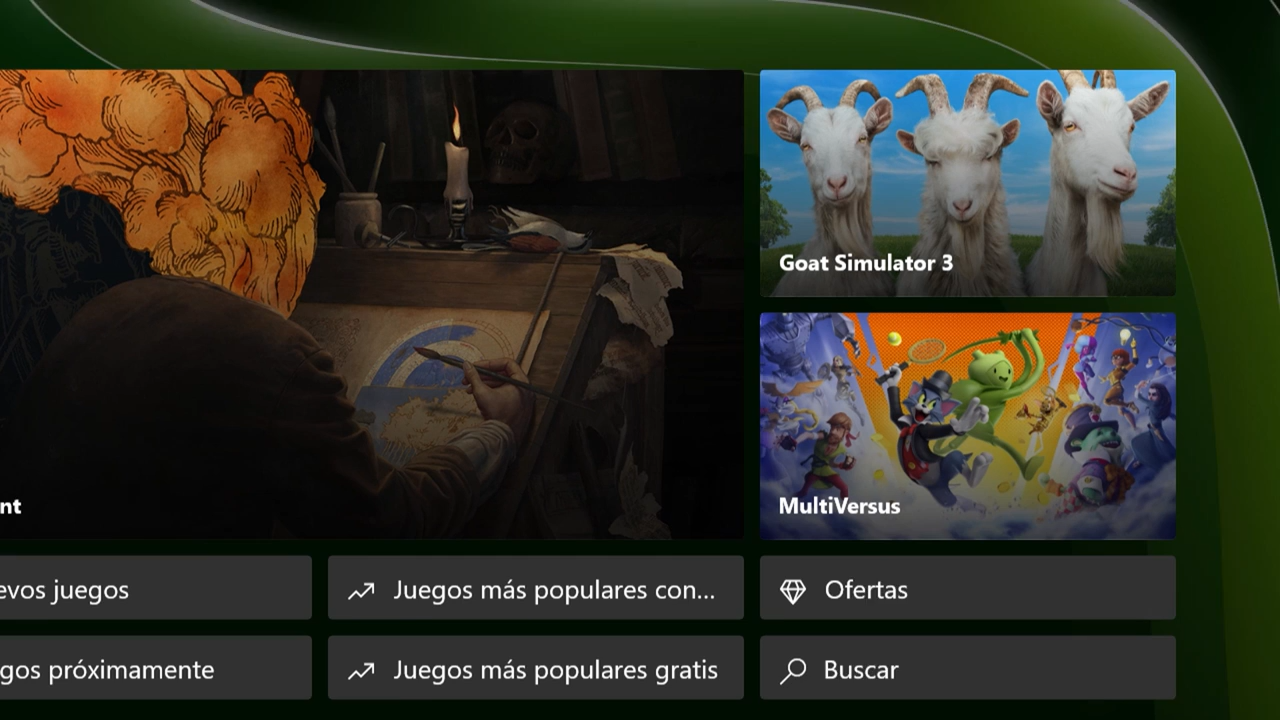 Goat Simulator 3
nt
MultiVersus
evos juegos
Juegos más populares con...
Ofertas
gos próximamente
Juegos más populares gratis
Buscar